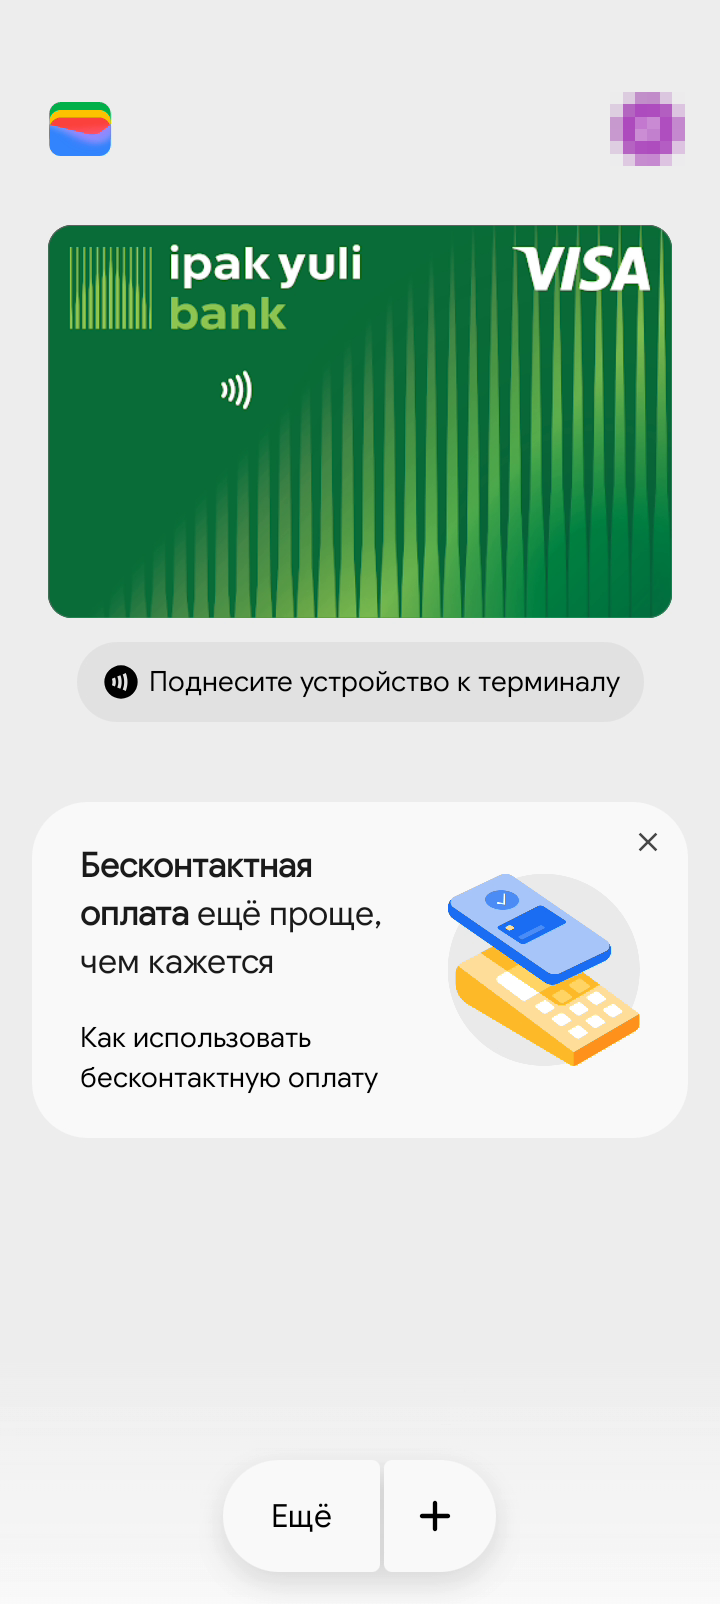 ipak yuli
bank
VISA
Поднесите устройство к терминалу
Бесконтактная
оплата ещё проще,
чем кажется
Как использовать
бесконтактную оплату
Ещё